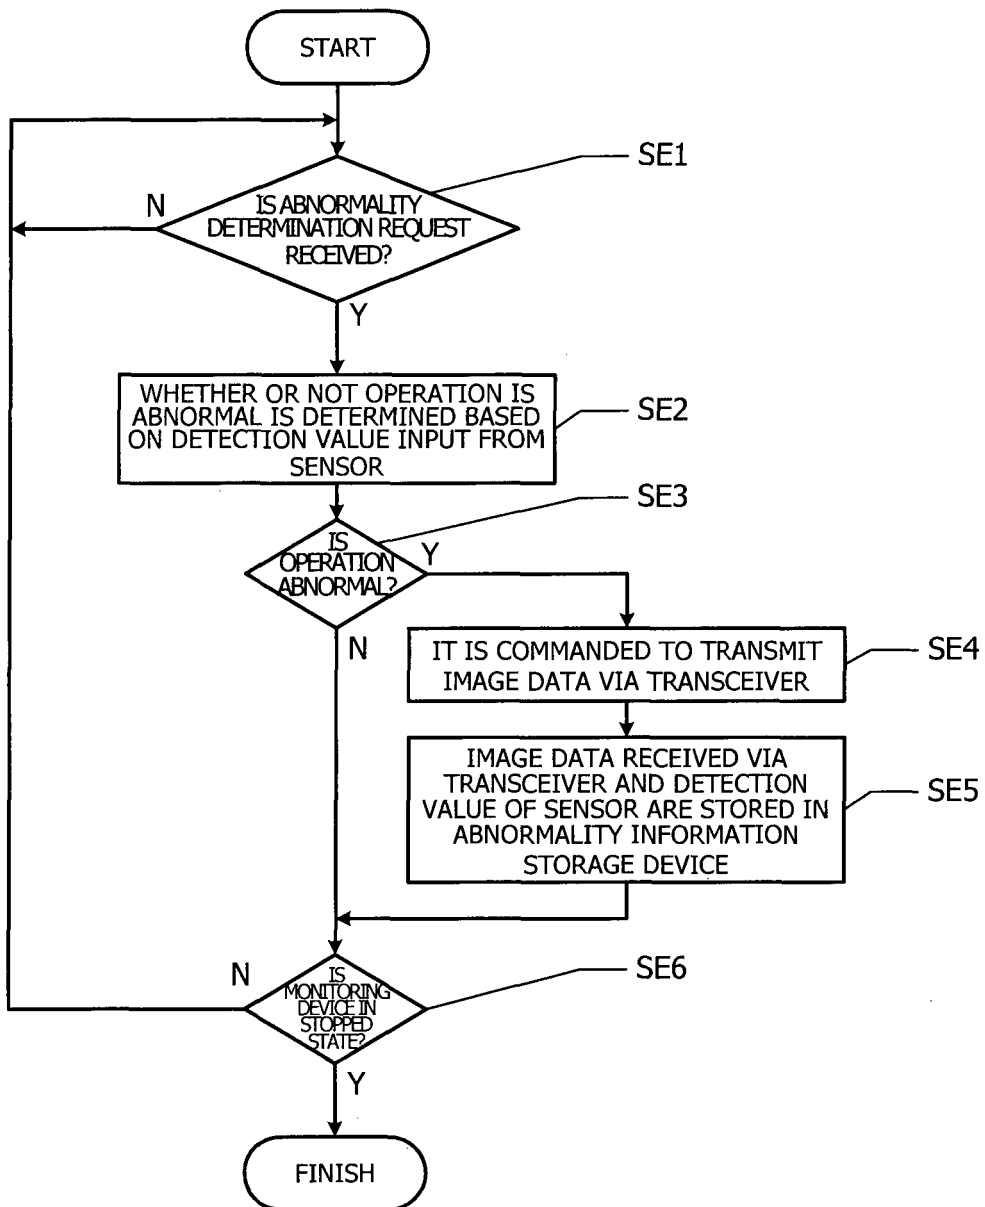 START
SE1
N
IS ABNORMALITY
DETERMINATION REQUEST
RECEIVED?
Y
WHETHER OR NOT OPERATION IS
ABNORMAL IS DETERMINED BASED
ON DETECTION VALUE INPUT FROM
SENSOR
SE2
SE3
IS
OPERATION
ABNORMAL?
Y
N
IT IS COMMANDED TO TRANSMIT
IMAGE DATA VIA TRANSCEIVER
SE4
IMAGE DATA RECEIVED VIA
TRANSCEIVER AND DETECTION
VALUE OF SENSOR ARE STORED IN
ABNORMALITY INFORMATION
STORAGE DEVICE
SE5
N
IS
MONITORING
DEVICE IN
STOPPED
STATE?
SE6
Y
FINISH